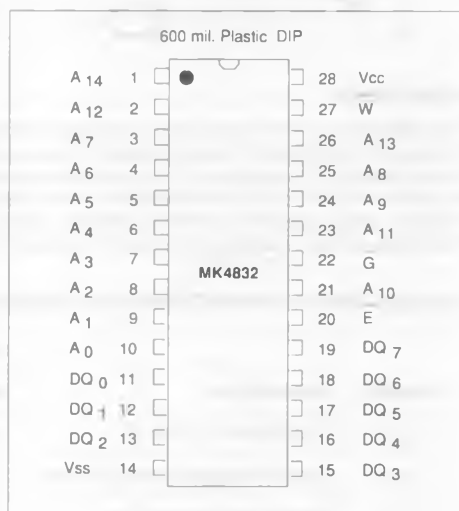 600 mil. Plastic DIP
A 14 1 28 Vcc
A 12 2 27 W̅
A 7 3 26 A 13
A 6 4 25 A 8
A 5 5 24 A 9
A 4 6 23 A 11
A 3 7 22 G̅
MK4832
A 2 8 21 A 10
A 1 9 20 E̅
A 0 10 19 DQ 7
DQ 0 11 18 DQ 6
DQ 1 12 17 DQ 5
DQ 2 13 16 DQ 4
Vss 14 15 DQ 3